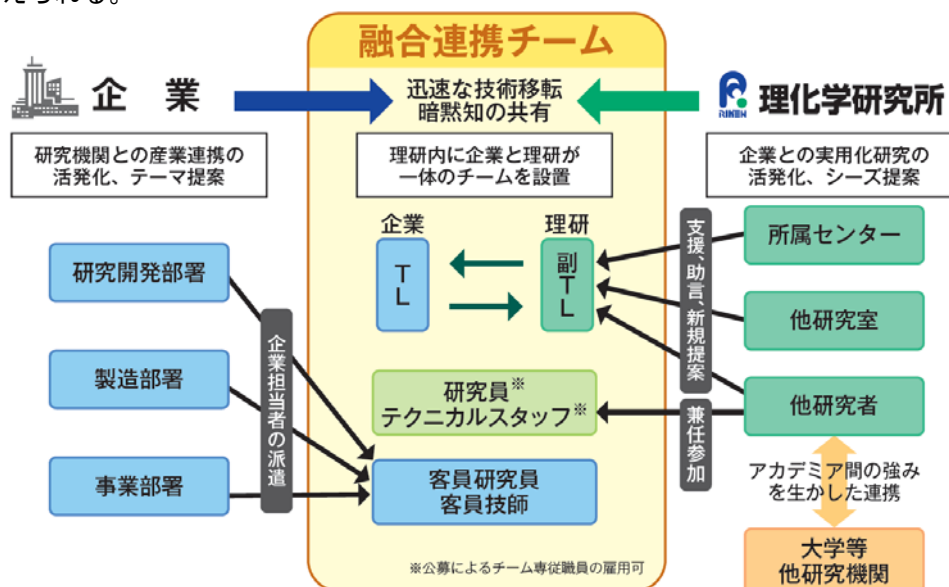 えられる。
融合連携チーム
企業
迅速な技術移転
暗黙知の共有
RIKEN
理化学研究所
研究機関との産業連携の
活発化、テーマ提案
理研内に企業と理研が
一体のチームを設置
企業との実用化研究の
活発化、シーズ提案
企業
理研
TL
副TL
研究開発部署
製造部署
事業部署
企業担当者の派遣
研究員※
テクニカルスタッフ※
客員研究員
客員技師
※公募によるチーム専従職員の雇用可
支援、助言、新規提案
兼任参加
所属センター
他研究室
他研究者
アカデミア間の強み
を生かした連携
大学等
他研究機関